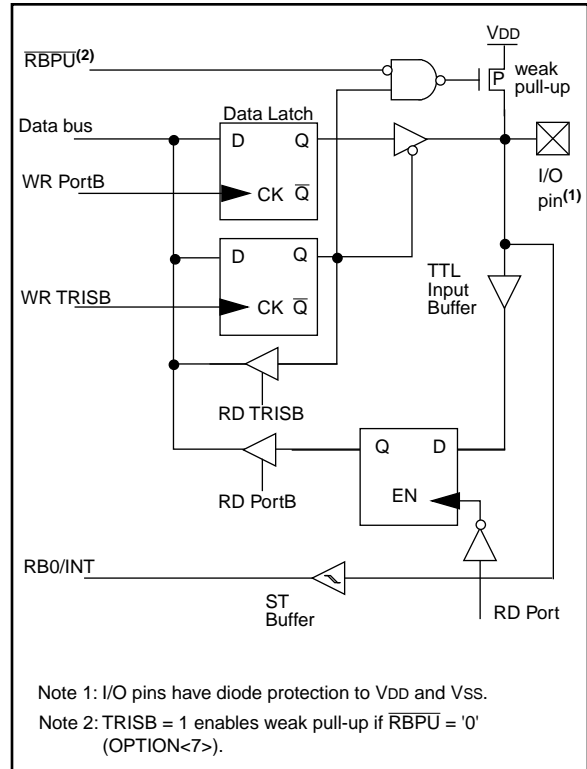 VDD
RBPU(2)
P
weak
pull-up
Data Latch
Data bus
D
Q
WR PortB
CK
Q
I/O
pin(1)
D
Q
TTL
Input
Buffer
WR TRISB
CK
Q
RD TRISB
Q
D
RD PortB
EN
RB0/INT
ST
Buffer
RD Port
Note 1: I/O pins have diode protection to VDD and VSS.
Note 2: TRISB = 1 enables weak pull-up if RBPU = '0'
(OPTION<7>).